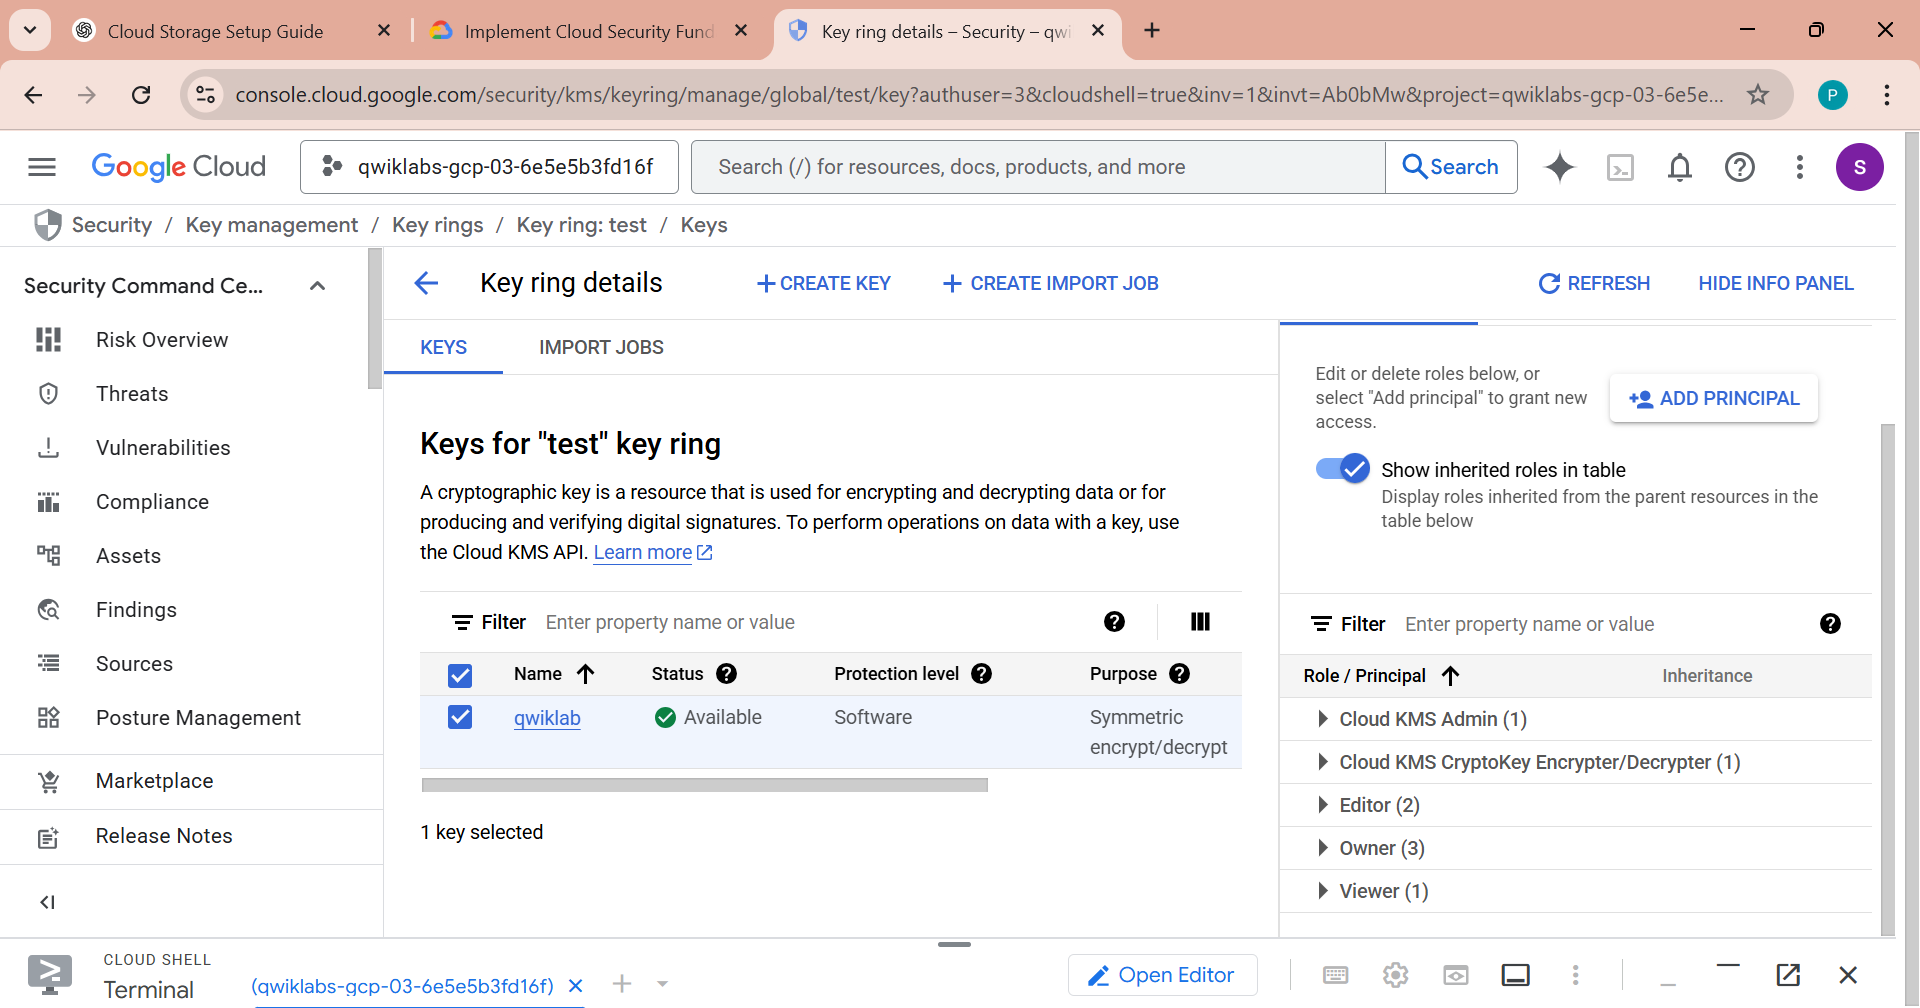 Cloud Storage Setup Guide
Implement Cloud Security Fund
Key ring details – Security – qwi
console.cloud.google.com/security/kms/keyring/manage/global/test/key?authuser=3&cloudshell=true&inv=1&invt=Ab0bMw&project=qwiklabs-gcp-03-6e5e...
P
Google Cloud
qwiklabs-gcp-03-6e5e5b3fd16f
Search (/) for resources, docs, products, and more
Search
S
Security / Key management / Key rings / Key ring: test / Keys
Security Command Ce...
Risk Overview
Threats
Vulnerabilities
Compliance
Assets
Findings
Sources
Posture Management
Marketplace
Release Notes
Key ring details
CREATE KEY
CREATE IMPORT JOB
REFRESH
HIDE INFO PANEL
KEYS
IMPORT JOBS
Keys for "test" key ring
A cryptographic key is a resource that is used for encrypting and decrypting data or for
producing and verifying digital signatures. To perform operations on data with a key, use
the Cloud KMS API. Learn more
Filter Enter property name or value
Name Status Protection level Purpose
qwiklab Available Software Symmetric
encrypt/decrypt
1 key selected
Edit or delete roles below, or
select "Add principal" to grant new
access.
ADD PRINCIPAL
Show inherited roles in table
Display roles inherited from the parent resources in the
table below
Filter Enter property name or value
Role / Principal Inheritance
Cloud KMS Admin (1)
Cloud KMS CryptoKey Encrypter/Decrypter (1)
Editor (2)
Owner (3)
Viewer (1)
CLOUD SHELL
Terminal
(qwiklabs-gcp-03-6e5e5b3fd16f)
Open Editor